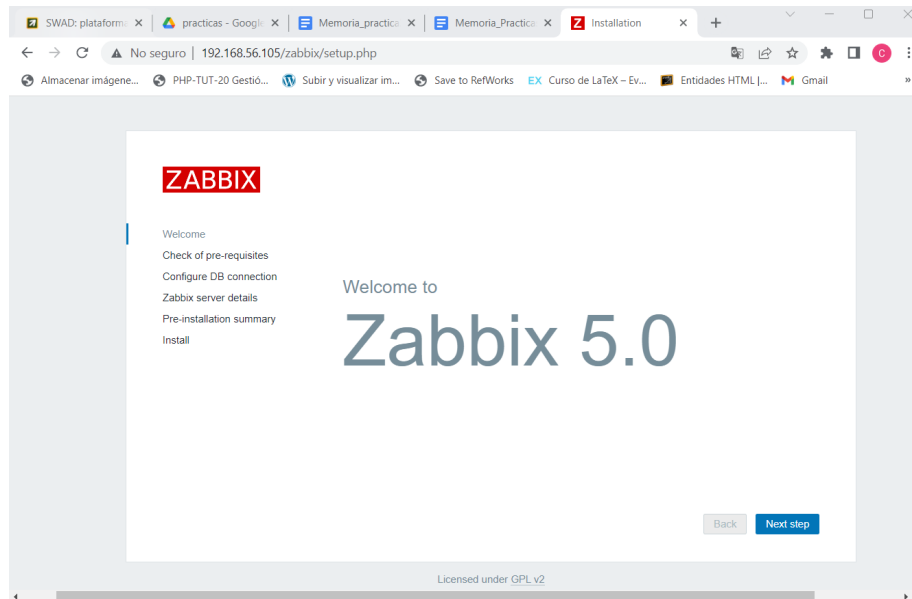 SWAD: plataforma
practicas - Google
Memoria_practica
Memoria_Practica
Installation
No seguro | 192.168.56.105/zabbix/setup.php
C
Almacenar imágene...
PHP-TUT-20 Gestió...
Subir y visualizar im...
Save to RefWorks
EX Curso de LaTeX – Ev...
Entidades HTML |...
M Gmail
»
ZABBIX
Welcome
Check of pre-requisites
Configure DB connection
Zabbix server details
Pre-installation summary
Install
Welcome to
Zabbix 5.0
Back
Next step
Licensed under GPL v2